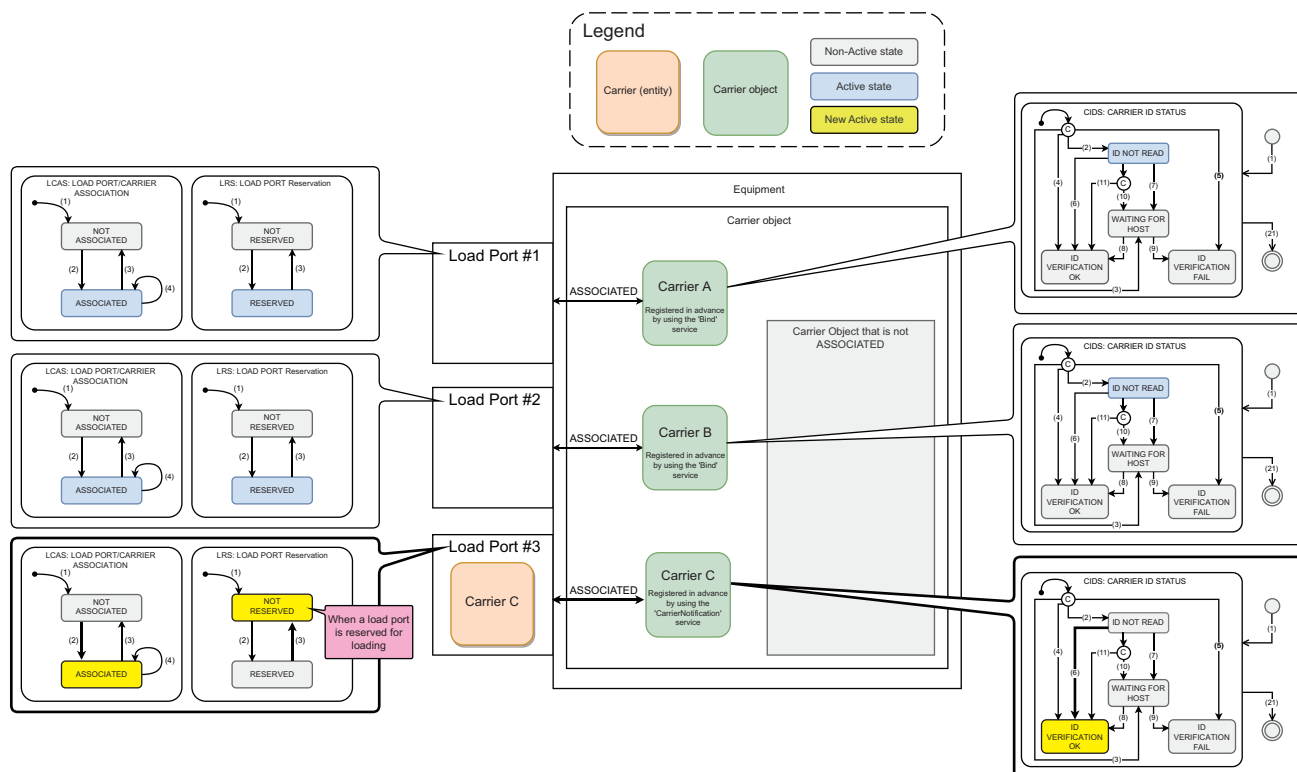 Legend
Carrier (entity)
Carrier object
Non-Active state
Active state
New Active state
LCAS: LOAD PORT/CARRIER
ASSOCIATION
(1)
NOT
ASSOCIATED
(2)
(3)
(4)
ASSOCIATED
LRS: LOAD PORT Reservation
(1)
NOT
RESERVED
(2)
(3)
RESERVED
Load Port #1
LCAS: LOAD PORT/CARRIER
ASSOCIATION
(1)
NOT
ASSOCIATED
(2)
(3)
(4)
ASSOCIATED
LRS: LOAD PORT Reservation
(1)
NOT
RESERVED
(2)
(3)
RESERVED
Load Port #2
LCAS: LOAD PORT/CARRIER
ASSOCIATION
(1)
NOT
ASSOCIATED
(2)
(3)
(4)
ASSOCIATED
LRS: LOAD PORT Reservation
(1)
NOT
RESERVED
(2)
(3)
RESERVED
When a load port
is reserved for
loading
Load Port #3
Carrier C
Equipment
Carrier object
ASSOCIATED
Carrier A
Registered in advance
by using the 'Bind'
service
Carrier Object that is not
ASSOCIATED
ASSOCIATED
Carrier B
Registered in advance
by using the 'Bind'
service
ASSOCIATED
Carrier C
Registered in advance
by using the
'CarrierNotification'
service
CIDS: CARRIER ID STATUS
C
(2)
ID NOT READ
(1)
(4)
(6)
(11)
C
(10)
(7)
(5)
WAITING FOR
HOST
(8)
(9)
(21)
ID
VERIFICATION
OK
ID
VERIFICATION
FAIL
(3)
CIDS: CARRIER ID STATUS
C
(2)
ID NOT READ
(1)
(4)
(6)
(11)
C
(10)
(7)
(5)
WAITING FOR
HOST
(8)
(9)
(21)
ID
VERIFICATION
OK
ID
VERIFICATION
FAIL
(3)
CIDS: CARRIER ID STATUS
C
(2)
ID NOT READ
(1)
(4)
(6)
(11)
C
(10)
(7)
(5)
WAITING FOR
HOST
(8)
(9)
(21)
ID
VERIFICATION
OK
ID
VERIFICATION
FAIL
(3)